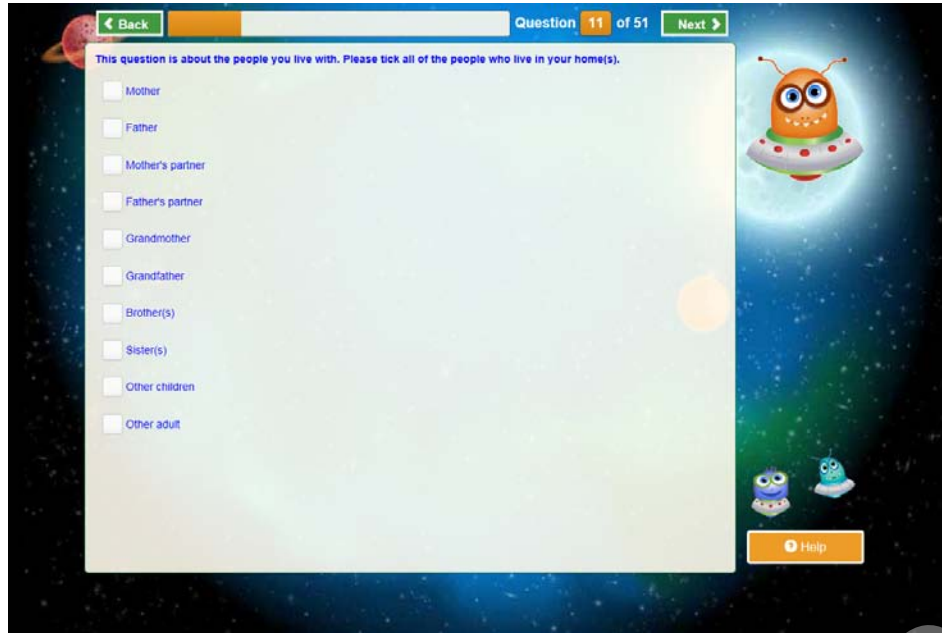 Back Question 11 of 51 Next
This question is about the people you live with. Please tick all of the people who live in your home(s).
Mother
Father
Mother's partner
Father's partner
Grandmother
Grandfather
Brother(s)
Sister(s)
Other children
Other adult
? Help